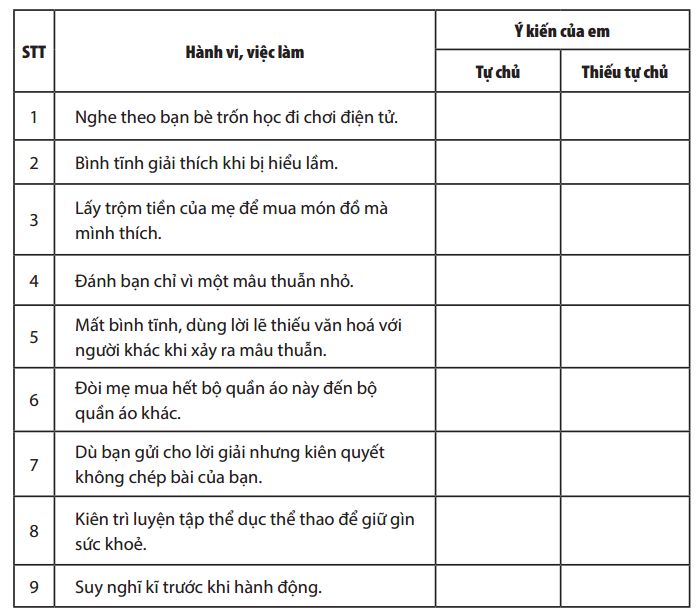 STT
Hành vi, việc làm
Ý kiến của em
Tự chủ
Thiếu tự chủ
1
Nghe theo bạn bè trốn học đi chơi điện tử.
2
Bình tĩnh giải thích khi bị hiểu lầm.
3
Lấy trộm tiền của mẹ để mua món đồ mà
mình thích.
4
Đánh bạn chỉ vì một mâu thuẫn nhỏ.
5
Mất bình tĩnh, dùng lời lẽ thiếu văn hoá với
người khác khi xảy ra mâu thuẫn.
6
Đòi mẹ mua hết bộ quần áo này đến bộ
quần áo khác.
7
Dù bạn gửi cho lời giải nhưng kiên quyết
không chép bài của bạn.
8
Kiên trì luyện tập thể dục thể thao để giữ gìn
sức khoẻ.
9
Suy nghĩ kĩ trước khi hành động.